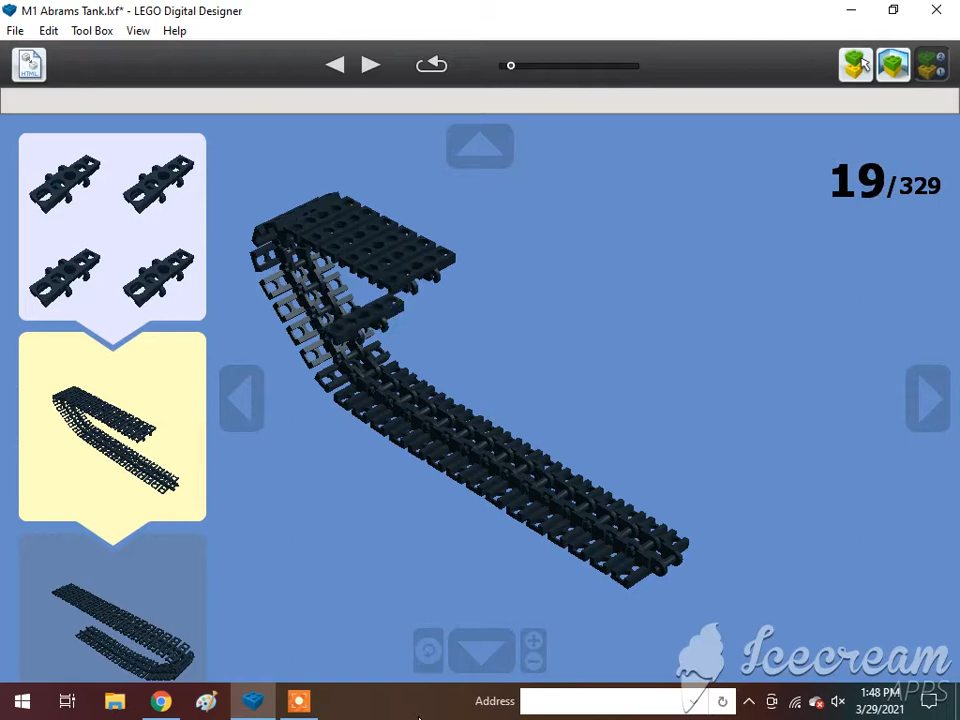 M1 Abrams Tank.lxf* - LEGO Digital Designer
File Edit Tool Box View Help
HTML
19/329
Icecream
APPS
Address
1:48 PM
3/29/2021